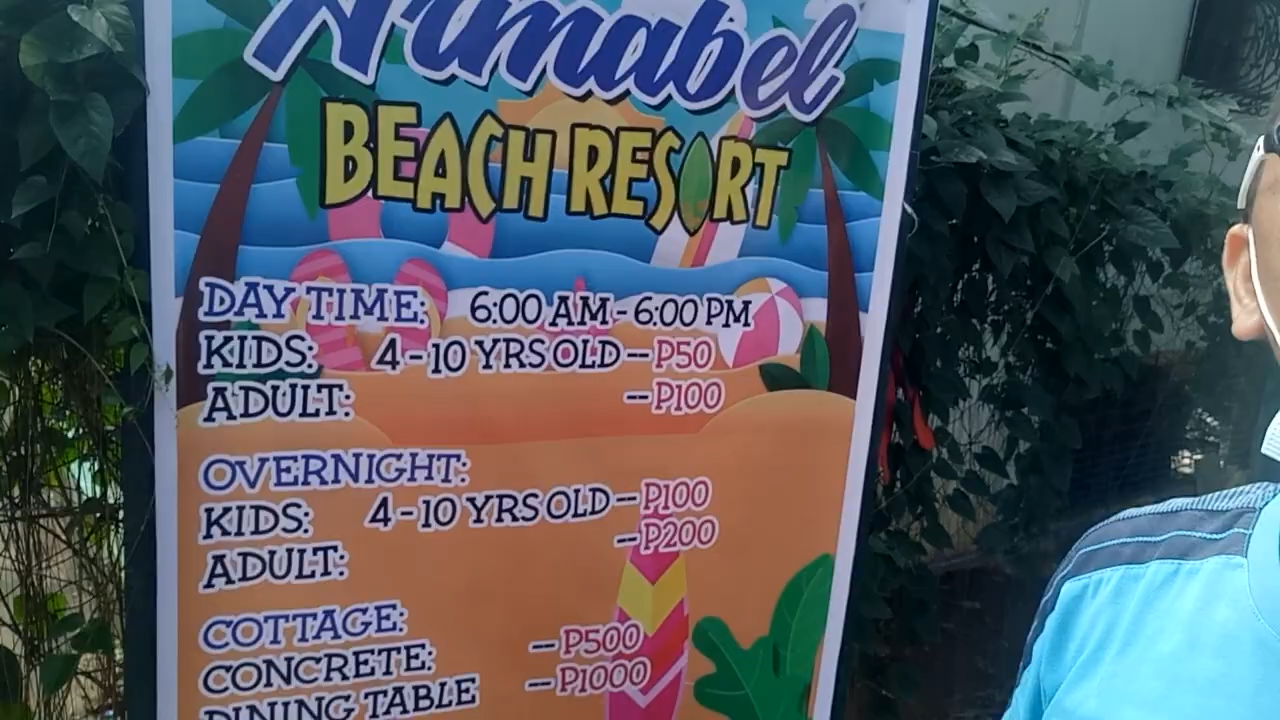 Armabel
BEACH RESORT
DAY TIME: 6:00 AM - 6:00 PM
KIDS: 4 - 10 YRS OLD -- P50
ADULT: -- P100
OVERNIGHT:
KIDS: 4 - 10 YRS OLD -- P100
ADULT: -- P200
COTTAGE: -- P500
CONCRETE: -- P1000
DINING TABLE